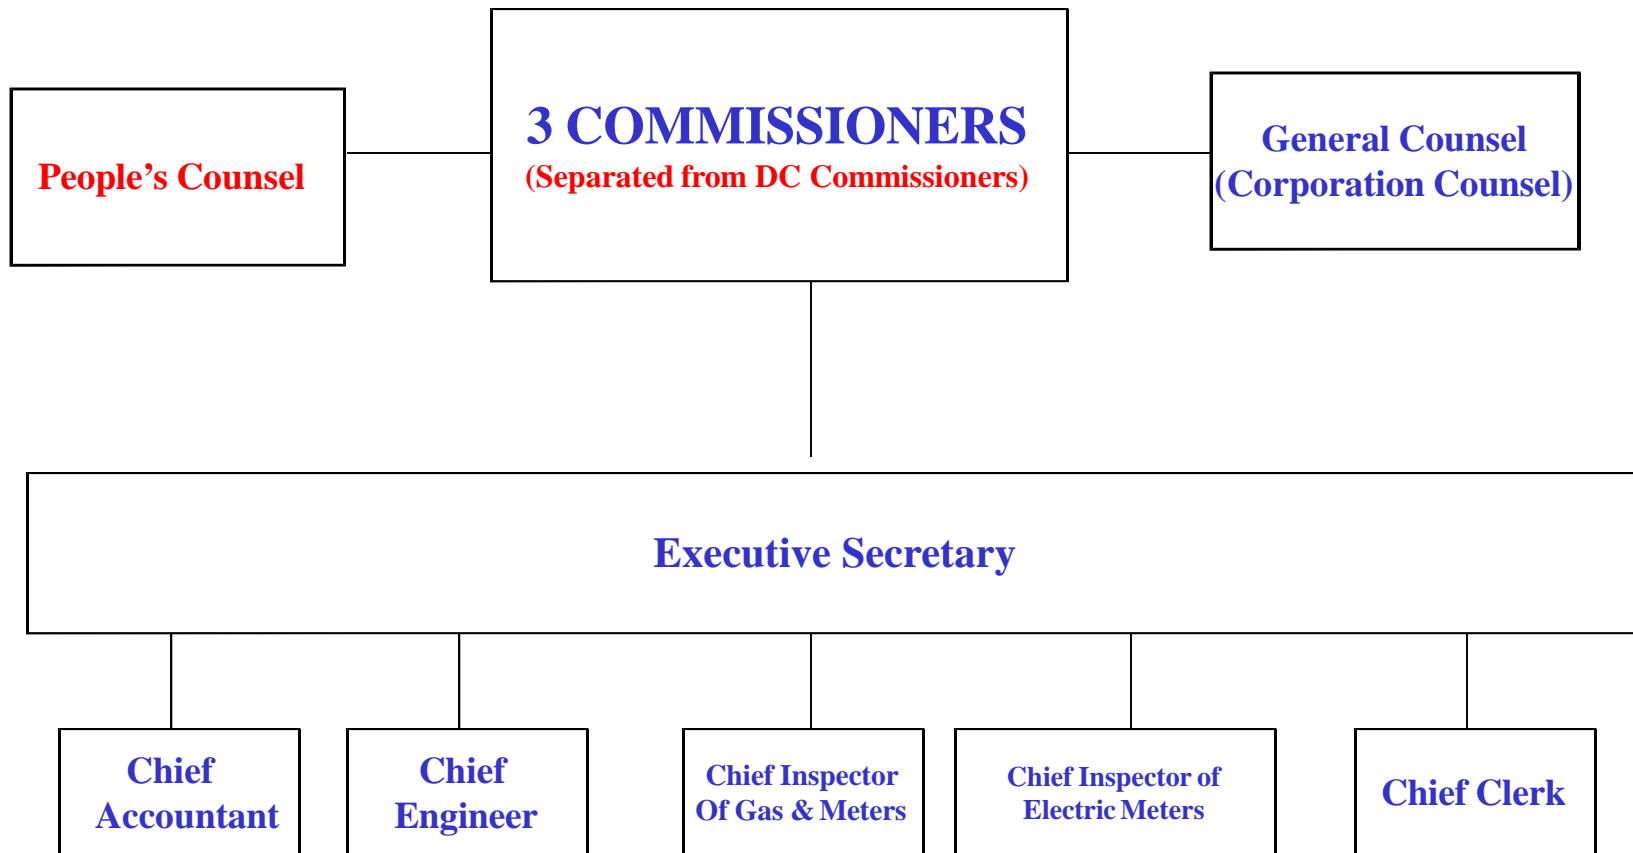 3 COMMISSIONERS
(Separated from DC Commissioners)
People’s Counsel
General Counsel
(Corporation Counsel)
Executive Secretary
Chief
Accountant
Chief
Engineer
Chief Inspector
Of Gas & Meters
Chief Inspector of
Electric Meters
Chief Clerk